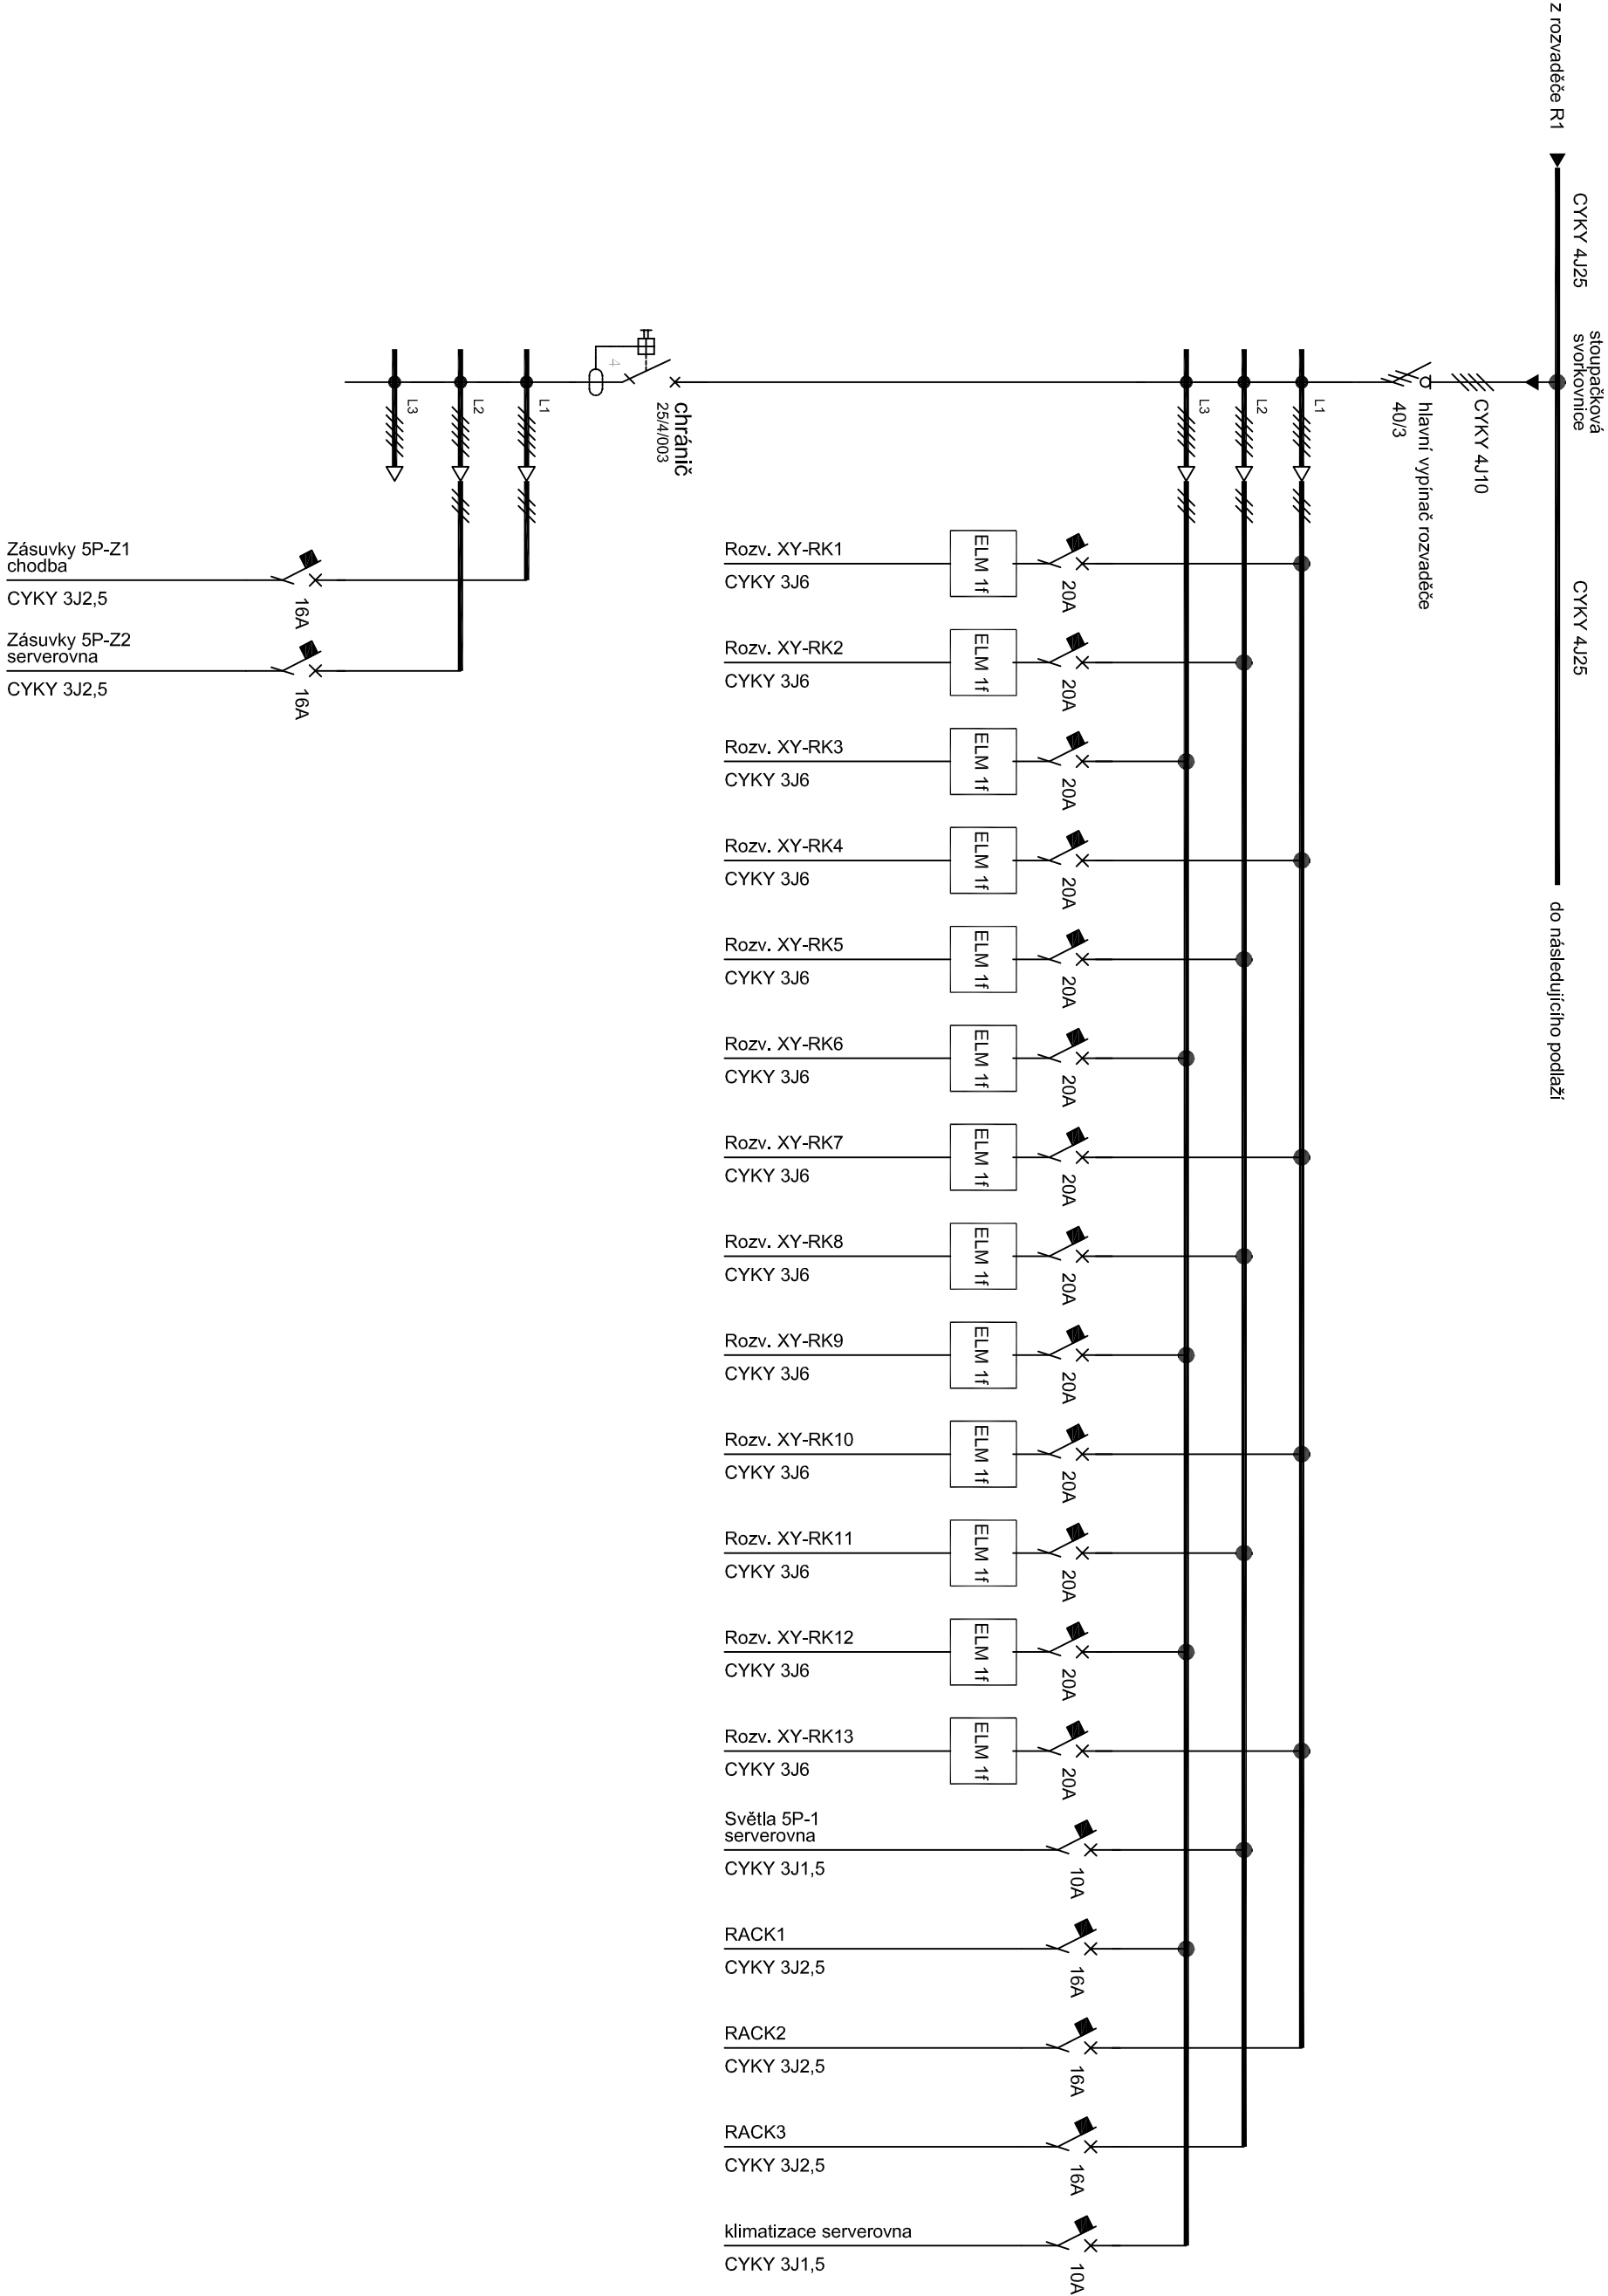 z rozvaděče R1
CYKY 4J25
stoupačková
svorkovnice
CYKY 4J25
do následujícího podlaží
CYKY 4J10
hlavní vypínač rozvaděče
40/3
L1
L2
L3
chránič
25/4/003
4
L1
L2
L3
Zásuvky 5P-Z1
chodba
CYKY 3J2,5
16A
Zásuvky 5P-Z2
serverovna
CYKY 3J2,5
16A
Rozv. XY-RK1
CYKY 3J6
ELM 1f
20A
Rozv. XY-RK2
CYKY 3J6
ELM 1f
20A
Rozv. XY-RK3
CYKY 3J6
ELM 1f
20A
Rozv. XY-RK4
CYKY 3J6
ELM 1f
20A
Rozv. XY-RK5
CYKY 3J6
ELM 1f
20A
Rozv. XY-RK6
CYKY 3J6
ELM 1f
20A
Rozv. XY-RK7
CYKY 3J6
ELM 1f
20A
Rozv. XY-RK8
CYKY 3J6
ELM 1f
20A
Rozv. XY-RK9
CYKY 3J6
ELM 1f
20A
Rozv. XY-RK10
CYKY 3J6
ELM 1f
20A
Rozv. XY-RK11
CYKY 3J6
ELM 1f
20A
Rozv. XY-RK12
CYKY 3J6
ELM 1f
20A
Rozv. XY-RK13
CYKY 3J6
ELM 1f
20A
Světla 5P-1
serverovna
CYKY 3J1,5
10A
RACK1
CYKY 3J2,5
16A
RACK2
CYKY 3J2,5
16A
RACK3
CYKY 3J2,5
16A
klimatizace serverovna
CYKY 3J1,5
10A